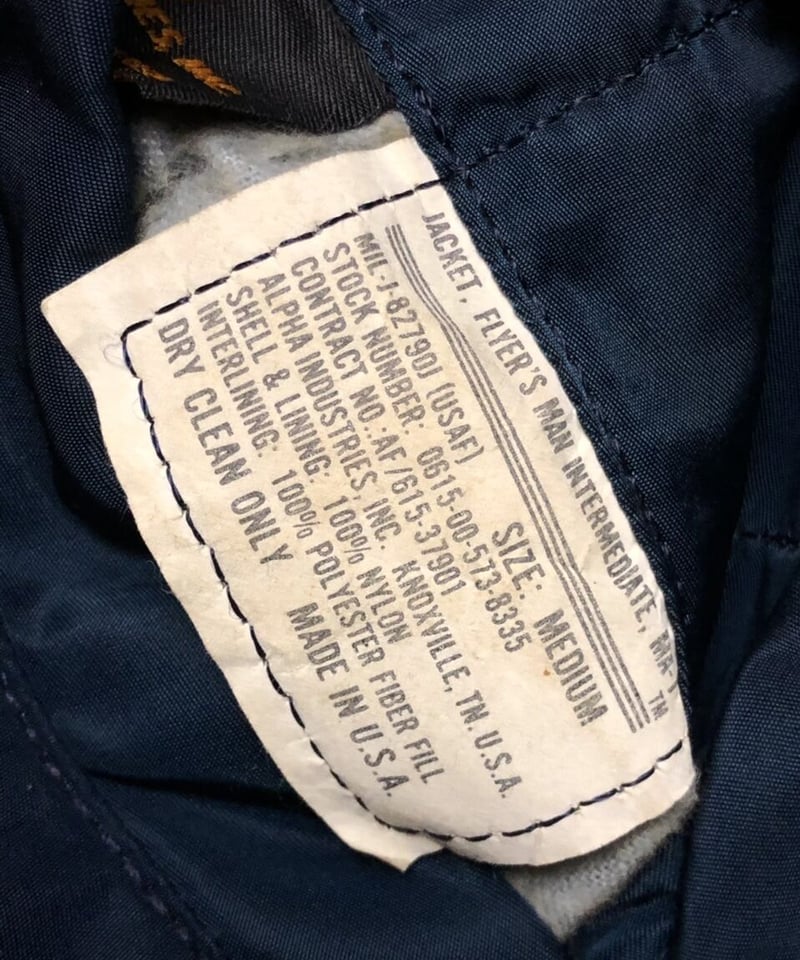 JACKET, FLYER'S MAN INTERMEDIATE, MA-1
TM
MIL-J-82790J (USAF) SIZE: MEDIUM
STOCK NUMBER: 0615-00-573-8335
CONTRACT NO.:AF/615-37901
ALPHA INDUSTRIES, INC. KNOXVILLE, TN. U.S.A.
SHELL & LINING: 100% NYLON
INTERLINING: 100% POLYESTER FIBER FILL
DRY CLEAN ONLY MADE IN U.S.A.